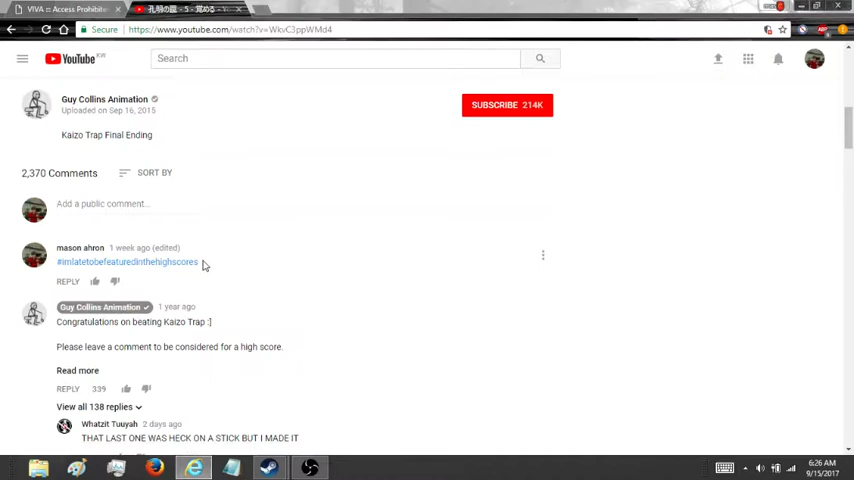 VIVA :: Access Prohibite
孔明の罠 - 5 - 覚める -
Secure
https://www.youtube.com/watch?v=WkvC3ppWMd4
YouTube KW
Search
Guy Collins Animation
Uploaded on Sep 16, 2015
SUBSCRIBE 214K
Kaizo Trap Final Ending
2,370 Comments
SORT BY
Add a public comment...
mason ahron 1 week ago (edited)
#imlatetobefeaturedinthehighscores
REPLY
Guy Collins Animation 1 year ago
Congratulations on beating Kaizo Trap :]
Please leave a comment to be considered for a high score.
Read more
REPLY 339
View all 138 replies
Whatzit Tuuyah 2 days ago
THAT LAST ONE WAS HECK ON A STICK BUT I MADE IT
6:26 AM
9/15/2017